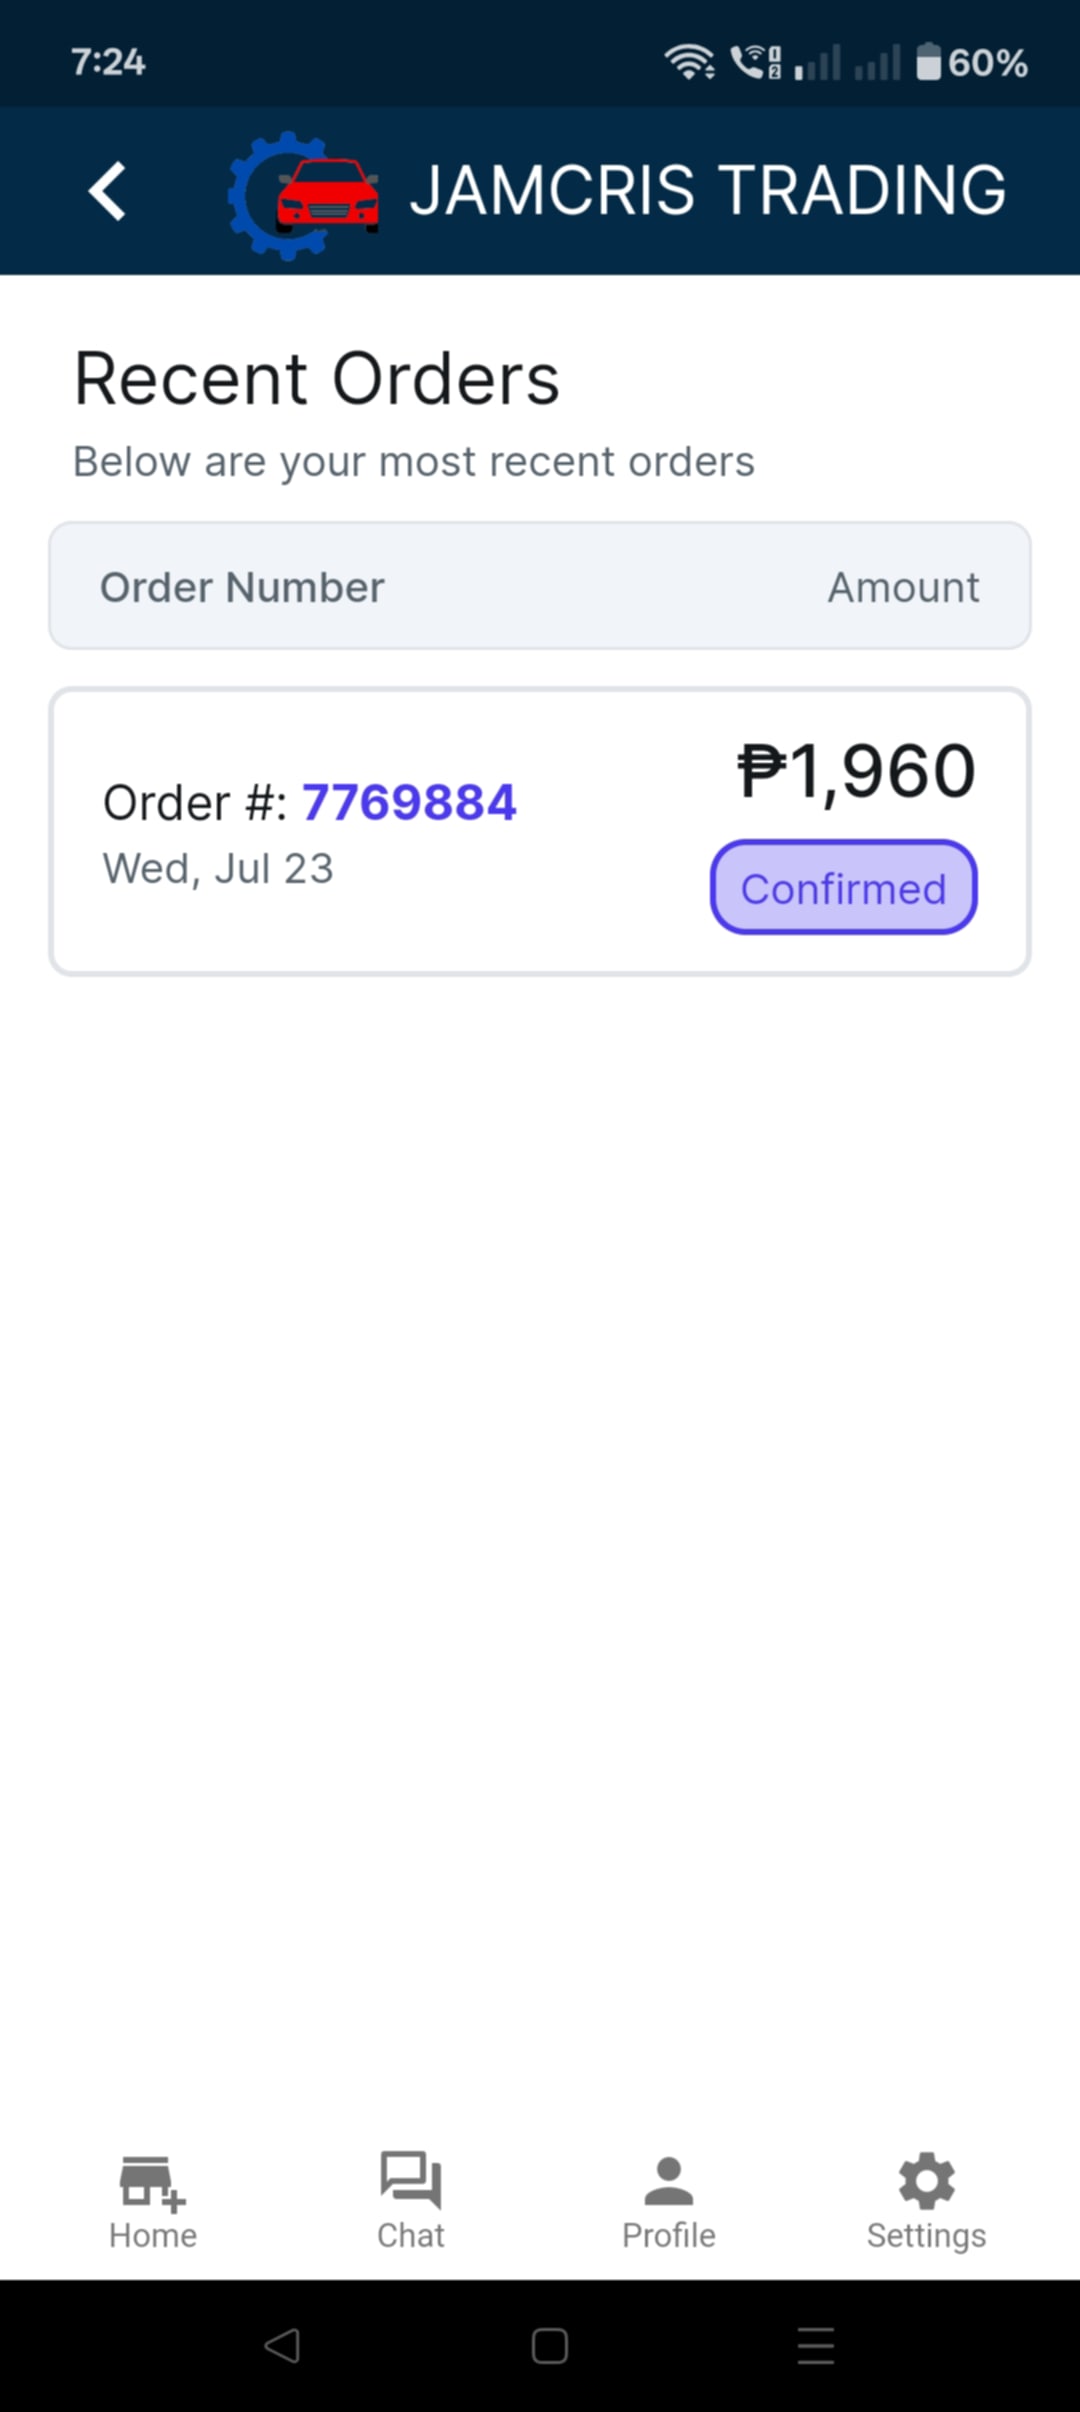 7:24
60%
JAMCRIS TRADING
Recent Orders
Below are your most recent orders
Order Number
Amount
₱1,960
Order #: 7769884
Wed, Jul 23
Confirmed
Home
Chat
Profile
Settings